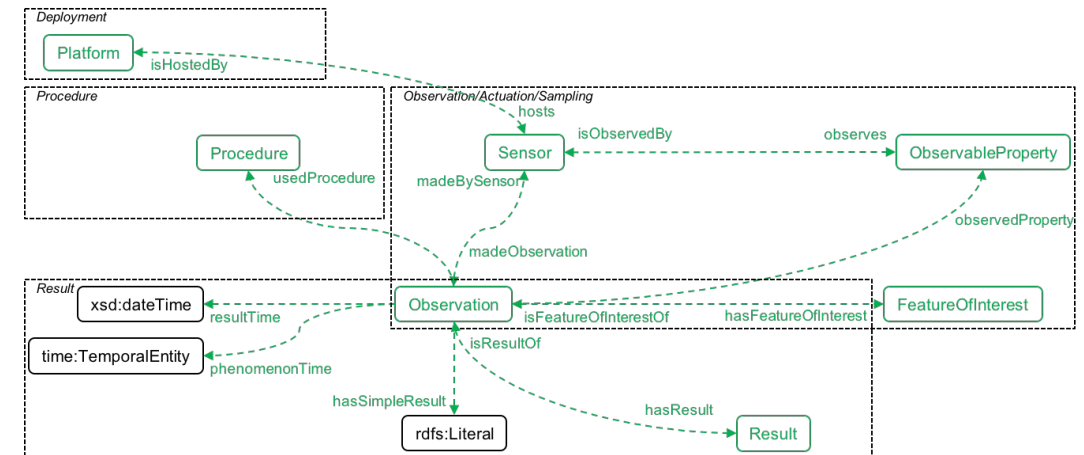 Deployment
Platform
isHostedBy
Procedure
Observation/Actuation/Sampling
hosts
isObservedBy
observes
Procedure
Sensor
ObservableProperty
usedProcedure
madeBySensor
observedProperty
madeObservation
Result
xsd:dateTime
Observation
FeatureOfInterest
resultTime
isFeatureOfInterestOf
hasFeatureOfInterest
isResultOf
time:TemporalEntity
phenomenonTime
hasSimpleResult
hasResult
rdfs:Literal
Result